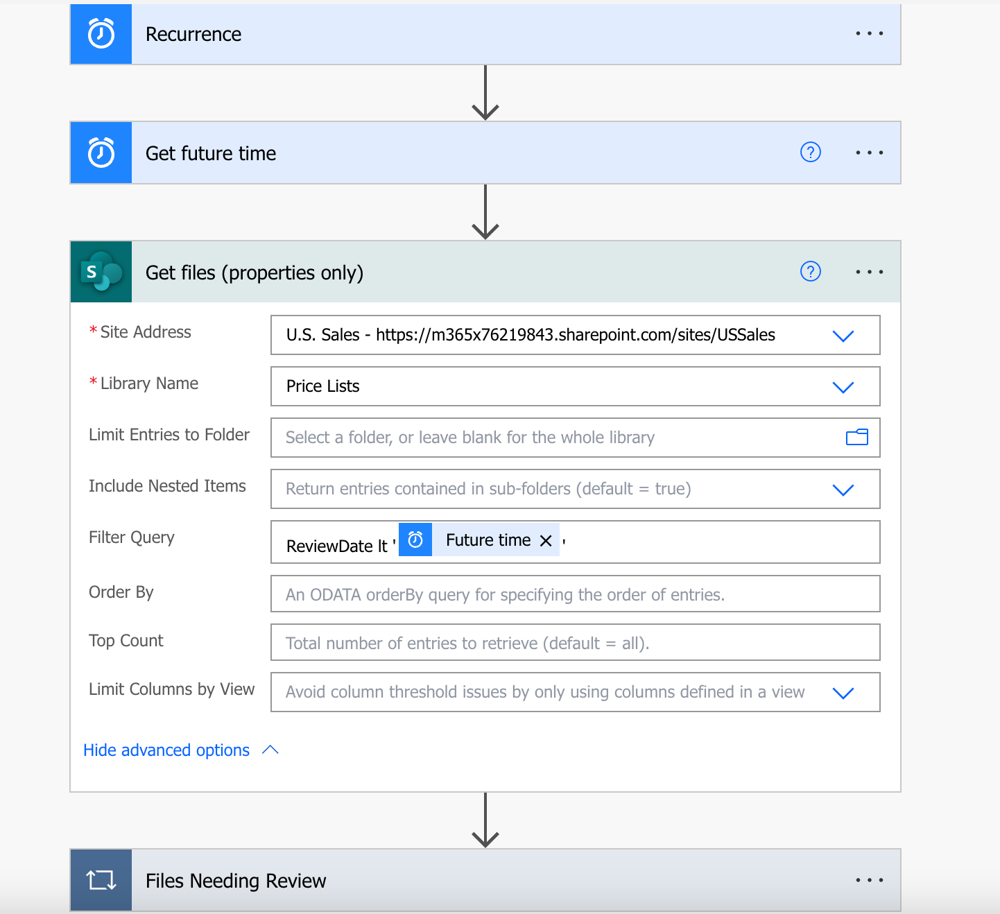 Recurrence
Get future time
?
S
Get files (properties only)
?
* Site Address
U.S. Sales - https://m365x76219843.sharepoint.com/sites/USSales
* Library Name
Price Lists
Limit Entries to Folder
Select a folder, or leave blank for the whole library
Include Nested Items
Return entries contained in sub-folders (default = true)
Filter Query
ReviewDate lt ' Future time × '
Order By
An ODATA orderBy query for specifying the order of entries.
Top Count
Total number of entries to retrieve (default = all).
Limit Columns by View
Avoid column threshold issues by only using columns defined in a view
Hide advanced options
Files Needing Review